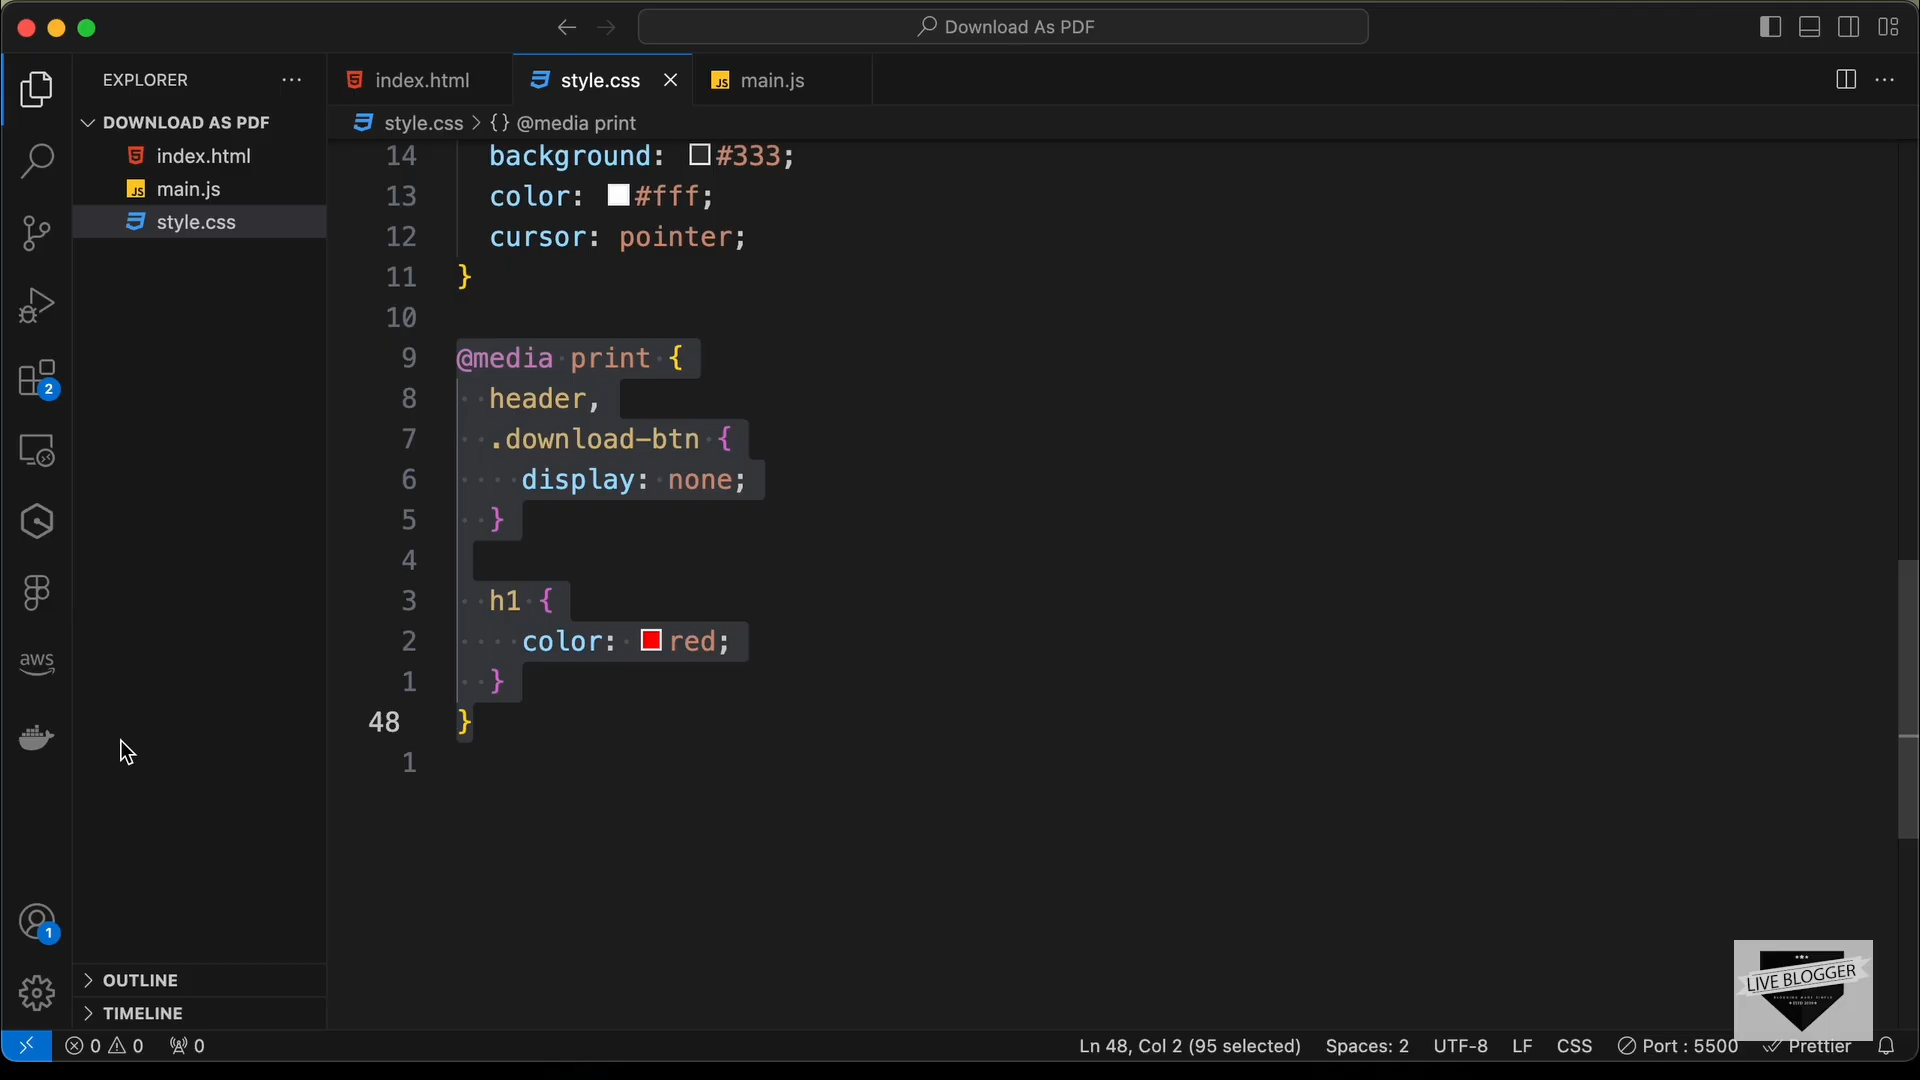 Download As PDF
EXPLORER
index.html
style.css
main.js
DOWNLOAD AS PDF
index.html
main.js
style.css
style.css > {} @media print
14 background: #333;
13 color: #fff;
12 cursor: pointer;
11 }
10
9 @media print {
8 header,
7 .download-btn {
6 display: none;
5 }
4
3 h1 {
2 color: red;
1 }
48 }
1
2
aws
1
OUTLINE
TIMELINE
LIVE BLOGGER
0 0 0
Ln 48, Col 2 (95 selected) Spaces: 2 UTF-8 LF CSS Port : 5500 Prettier